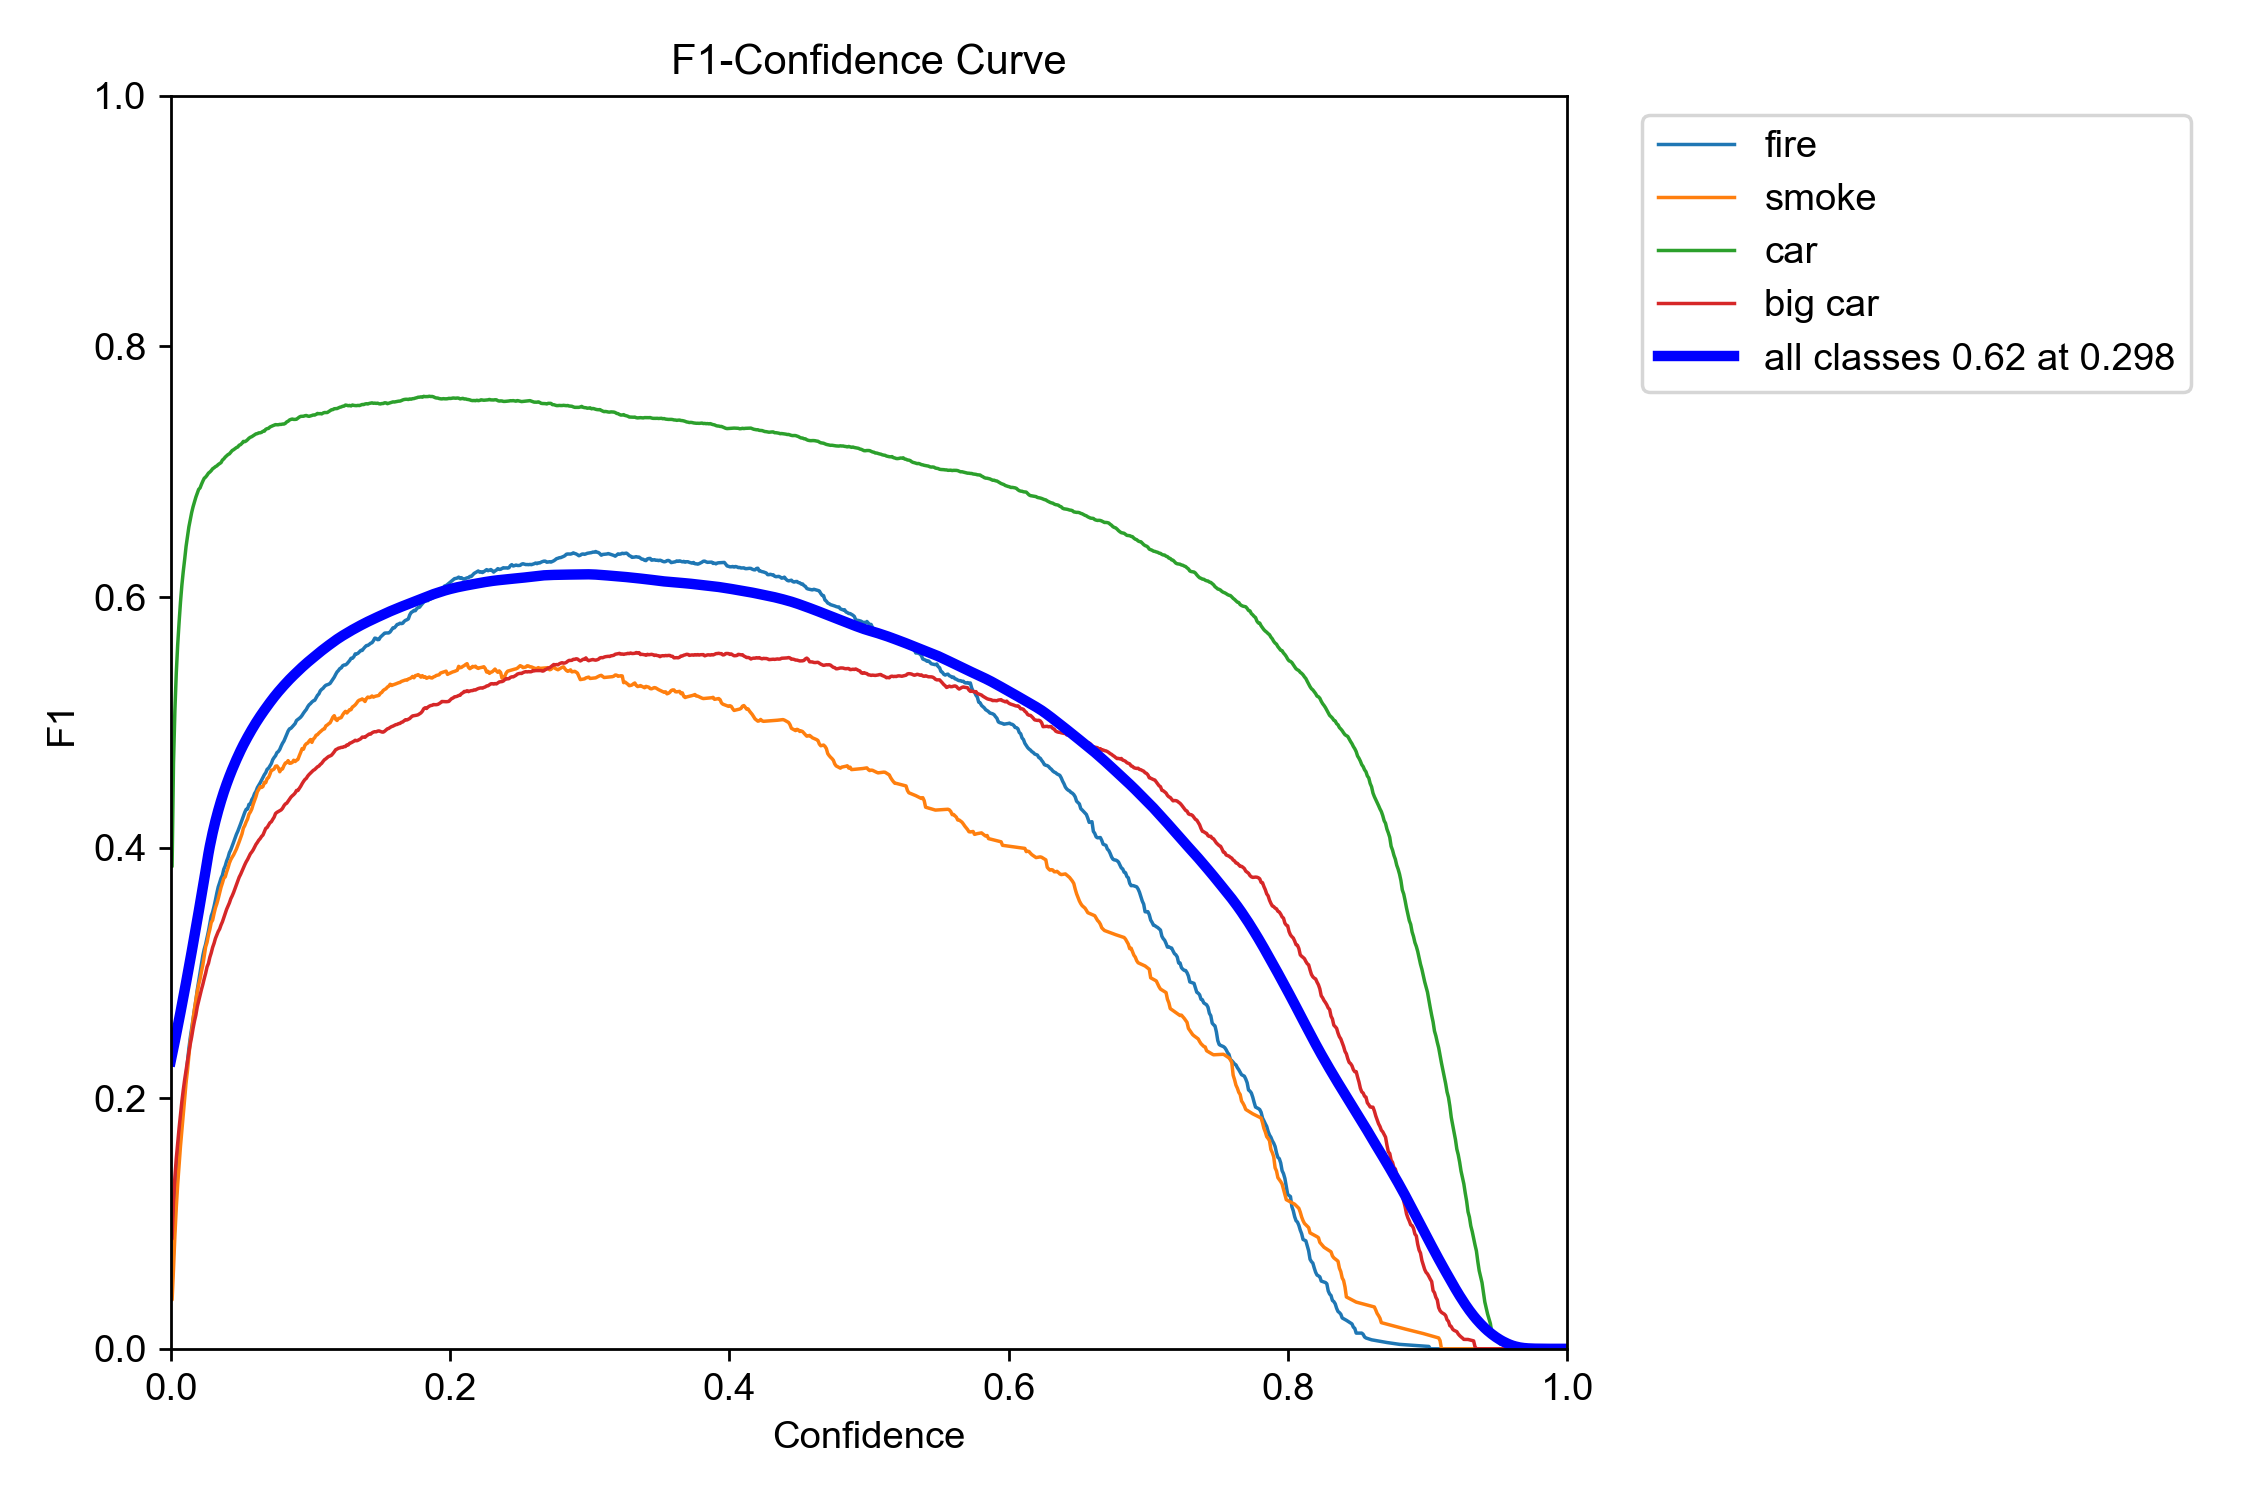 F1-Confidence Curve
1.0
0.8
0.6
0.4
0.2
0.0
F1
0.0 0.2 0.4 0.6 0.8 1.0
Confidence
fire
smoke
car
big car
all classes 0.62 at 0.298